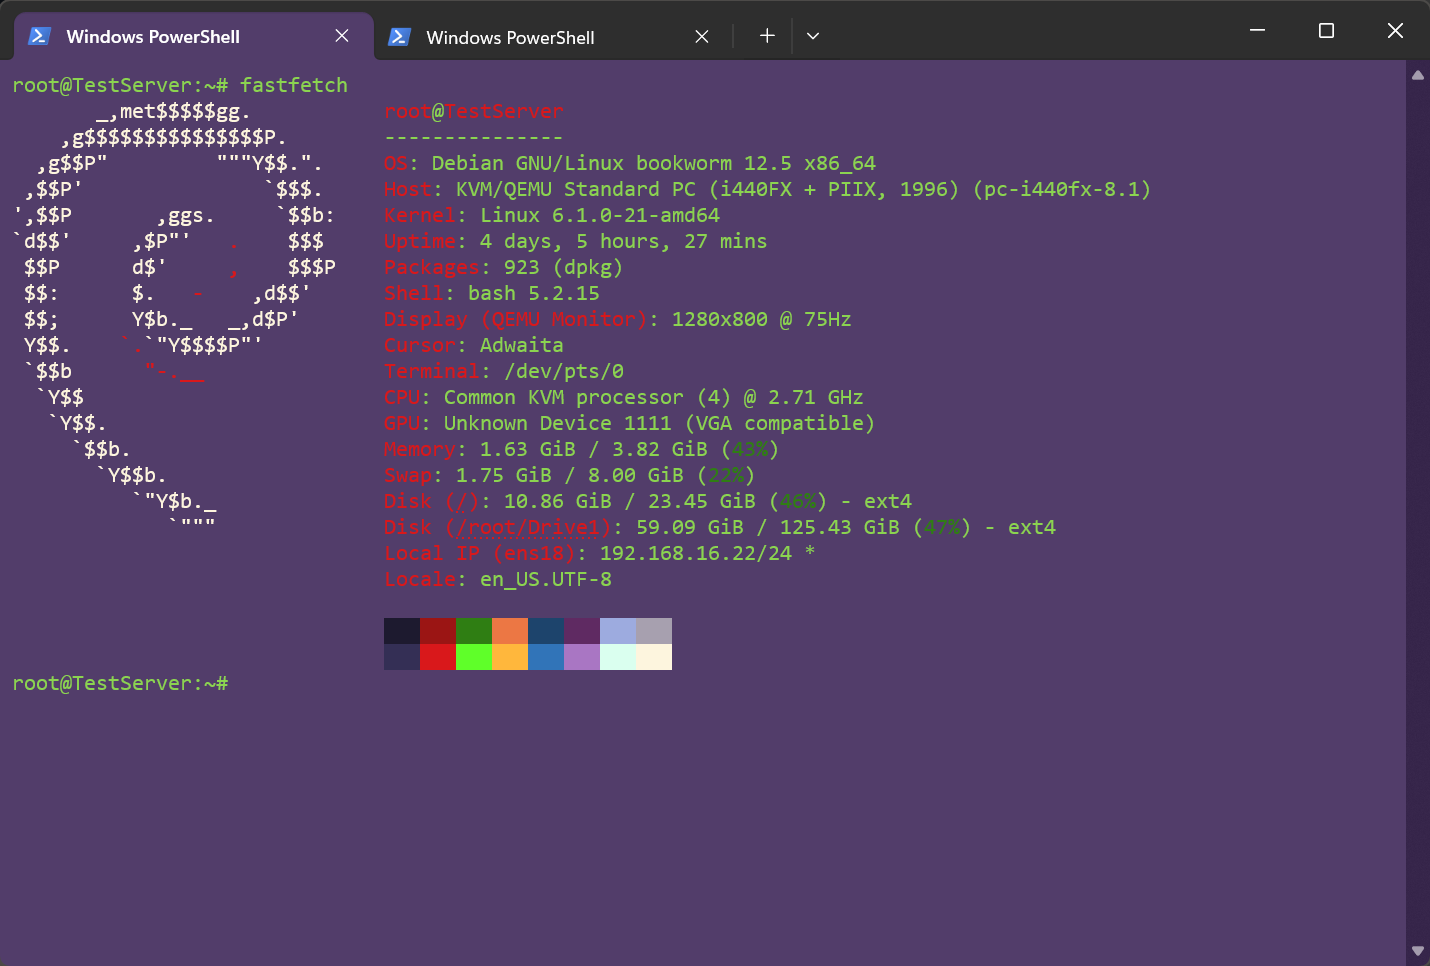 Windows PowerShell
Windows PowerShell
root@TestServer:~# fastfetch
        _,met$$$$$gg.
     ,g$$$$$$$$$$$$$$$P.
   ,g$$P"         """Y$$.".
  ,$$P'               `$$$.
',$$P       ,ggs.     `$$b:
`d$$'     ,$P"'   .    $$$
 $$P      d$'     ,    $$$P
 $$:      $.   -    ,d$$'
 $$;      Y$b._   _,d$P'
 Y$$.    `.`"Y$$$$P"'
 `$$b      "-.__
  `Y$$
   `Y$$.
     `$$b.
       `Y$$b.
          `"Y$b._
             `"""
root@TestServer
---------------
OS: Debian GNU/Linux bookworm 12.5 x86_64
Host: KVM/QEMU Standard PC (i440FX + PIIX, 1996) (pc-i440fx-8.1)
Kernel: Linux 6.1.0-21-amd64
Uptime: 4 days, 5 hours, 27 mins
Packages: 923 (dpkg)
Shell: bash 5.2.15
Display (QEMU Monitor): 1280x800 @ 75Hz
Cursor: Adwaita
Terminal: /dev/pts/0
CPU: Common KVM processor (4) @ 2.71 GHz
GPU: Unknown Device 1111 (VGA compatible)
Memory: 1.63 GiB / 3.82 GiB (43%)
Swap: 1.75 GiB / 8.00 GiB (22%)
Disk (/): 10.86 GiB / 23.45 GiB (46%) - ext4
Disk (/root/Drive1): 59.09 GiB / 125.43 GiB (47%) - ext4
Local IP (ens18): 192.168.16.22/24 *
Locale: en_US.UTF-8
root@TestServer:~#